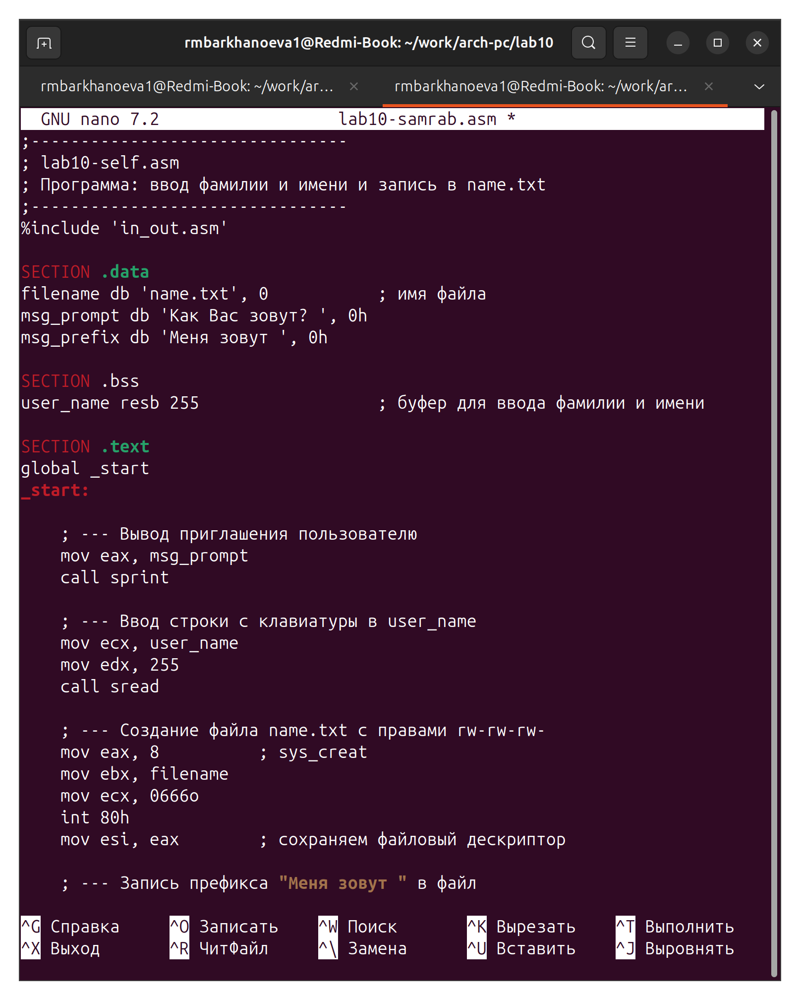 rmbarkhanoeva1@Redmi-Book: ~/work/arch-pc/lab10
rmbarkhanoeva1@Redmi-Book: ~/work/ar... rmbarkhanoeva1@Redmi-Book: ~/work/ar...
GNU nano 7.2 lab10-samrab.asm *
;--------------------------------
; lab10-self.asm
; Программа: ввод фамилии и имени и запись в name.txt
;--------------------------------
%include 'in_out.asm'
SECTION .data
filename db 'name.txt', 0 ; имя файла
msg_prompt db 'Как Вас зовут? ', 0h
msg_prefix db 'Меня зовут ', 0h
SECTION .bss
user_name resb 255 ; буфер для ввода фамилии и имени
SECTION .text
global _start
_start:
; --- Вывод приглашения пользователю
mov eax, msg_prompt
call sprint
; --- Ввод строки с клавиатуры в user_name
mov ecx, user_name
mov edx, 255
call sread
; --- Создание файла name.txt с правами rw-rw-rw-
mov eax, 8 ; sys_creat
mov ebx, filename
mov ecx, 0666o
int 80h
mov esi, eax ; сохраняем файловый дескриптор
; --- Запись префикса "Меня зовут " в файл
^G Справка ^O Записать ^W Поиск ^K Вырезать ^T Выполнить
^X Выход ^R ЧитФайл ^\ Замена ^U Вставить ^J Выровнять